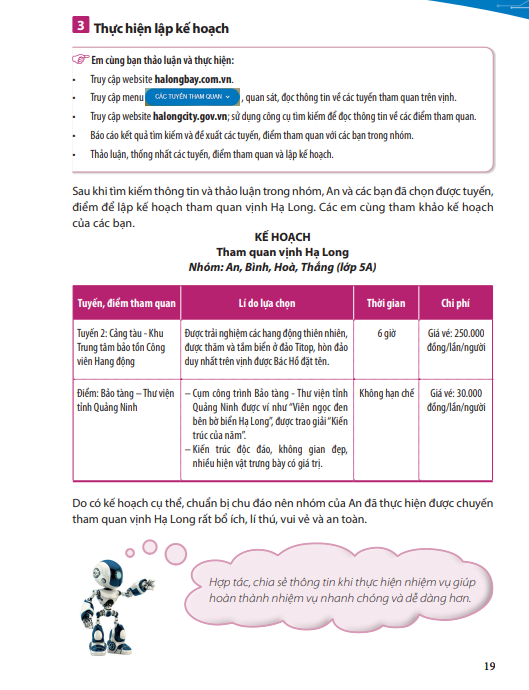 3 Thực hiện lập kế hoạch
Em cùng bạn thảo luận và thực hiện:
• Truy cập website halongbay.com.vn.
• Truy cập menu CÁC TUYẾN THAM QUAN , quan sát, đọc thông tin về các tuyến tham quan trên vịnh.
• Truy cập website halongcity.gov.vn; sử dụng công cụ tìm kiếm để đọc thông tin về các điểm tham quan.
• Báo cáo kết quả tìm kiếm và đề xuất các tuyến, điểm tham quan với các bạn trong nhóm.
• Thảo luận, thống nhất các tuyến, điểm tham quan và lập kế hoạch.
Sau khi tìm kiếm thông tin và thảo luận trong nhóm, An và các bạn đã chọn được tuyến,
điểm để lập kế hoạch tham quan vịnh Hạ Long. Các em cùng tham khảo kế hoạch
của các bạn.
KẾ HOẠCH
Tham quan vịnh Hạ Long
Nhóm: An, Bình, Hoà, Thắng (lớp 5A)
Tuyến, điểm tham quan
Lí do lựa chọn
Thời gian
Chi phí
Tuyến 2: Cảng tàu - Khu
Trung tâm bảo tồn Công
viên Hang động
Được trải nghiệm các hang động thiên nhiên,
được thăm và tắm biển ở đảo Titop, hòn đảo
duy nhất trên vịnh được Bác Hồ đặt tên.
6 giờ
Giá vé: 250.000
đồng/lần/người
Điểm: Bảo tàng – Thư viện
tỉnh Quảng Ninh
– Cụm công trình Bảo tàng - Thư viện tỉnh
Quảng Ninh được ví như “Viên ngọc đen
bên bờ biển Hạ Long”, được trao giải “Kiến
trúc của năm”.
– Kiến trúc độc đáo, không gian đẹp,
nhiều hiện vật trưng bày có giá trị.
Không hạn chế
Giá vé: 30.000
đồng/lần/người
Do có kế hoạch cụ thể, chuẩn bị chu đáo nên nhóm của An đã thực hiện được chuyến
tham quan vịnh Hạ Long rất bổ ích, lí thú, vui vẻ và an toàn.
Hợp tác, chia sẻ thông tin khi thực hiện nhiệm vụ giúp
hoàn thành nhiệm vụ nhanh chóng và dễ dàng hơn.
19